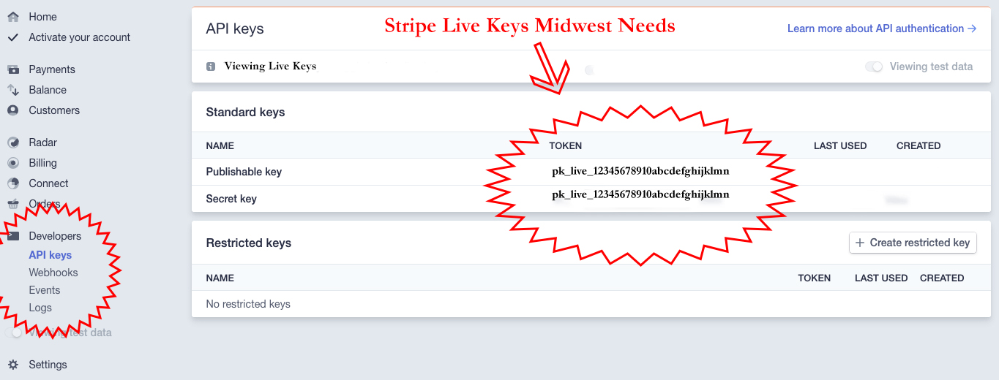 Home
Activate your account
Payments
Balance
Customers
Radar
Billing
Connect
Orders
Developers
API keys
Webhooks
Events
Logs
Viewing test data
Settings
API keys
Stripe Live Keys Midwest Needs
Learn more about API authentication →
Viewing Live Keys
Viewing test data
Standard keys
NAME TOKEN LAST USED CREATED
Publishable key pk_live_12345678910abcdefghijklmn
Secret key pk_live_12345678910abcdefghijklmn
Restricted keys
+ Create restricted key
NAME TOKEN LAST USED CREATED
No restricted keys